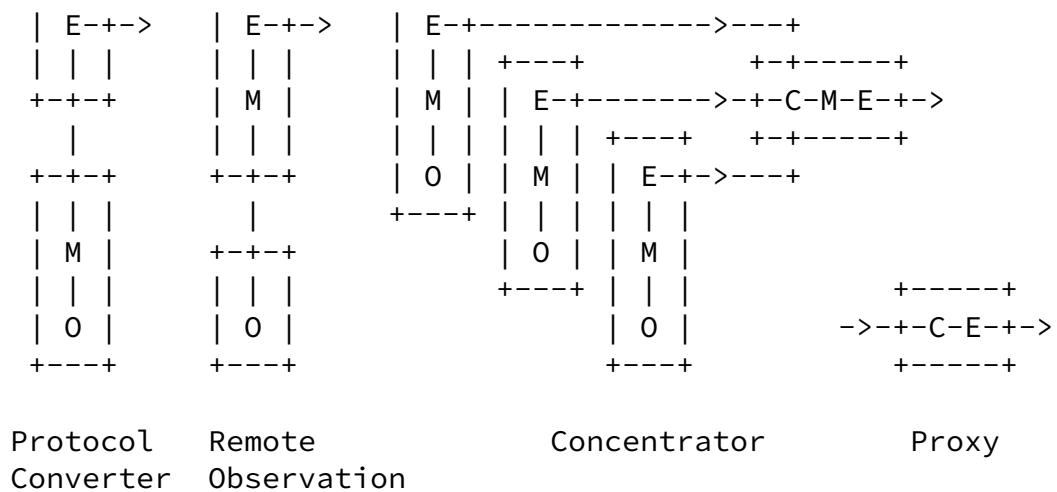 | E-+->   | E-+->   | E-+------------->---+
 | | |     | | |     | | | +---+         +-+-----+
 +-+-+     | M |     | M | | E-+------->-+-C-M-E-+->
   |       | | |     | | | | | | +---+   +-+-----+
 +-+-+     +-+-+     | O | | M | | E-+->---+
 | | |       |       +---+ | | | | | |
 | M |     +-+-+           | O | | M |
 | | |     | | |           +---+ | | |           +-----+
 | O |     | O |                 | O |        ->-+-C-E-+->
 +---+     +---+                 +---+           +-----+
Protocol   Remote             Concentrator        Proxy
Converter  Observation